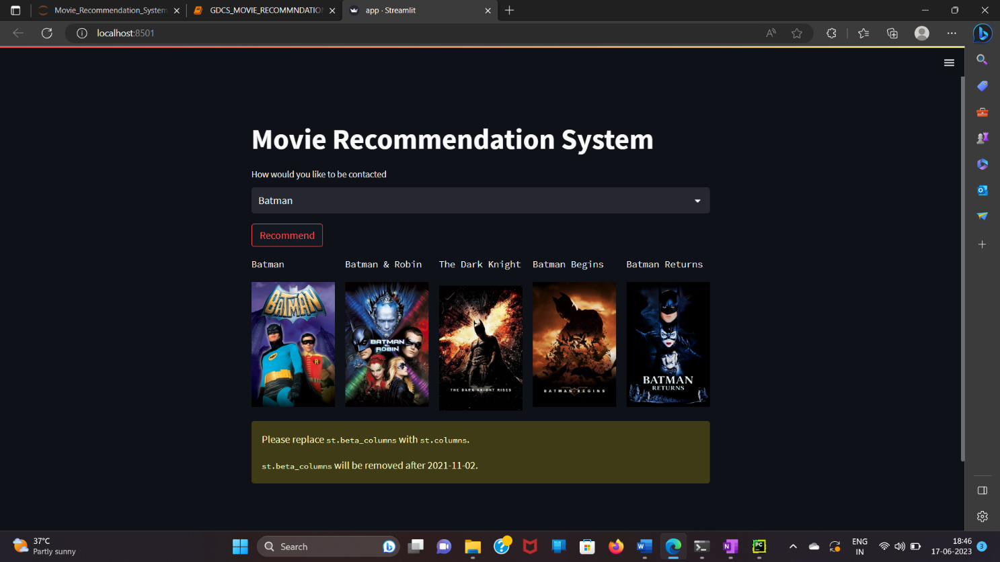 Movie_Recommendation_System
GDCS_MOVIE_RECOMMNDATION
app · Streamlit
localhost:8501
Movie Recommendation System
How would you like to be contacted
Batman
Recommend
Batman
Batman & Robin
The Dark Knight
Batman Begins
Batman Returns
BATMAN
BATMAN
ROBIN
THE DARK KNIGHT RISES
BATMAN BEGINS
BATMAN
RETURNS
Please replace st.beta_columns with st.columns.
st.beta_columns will be removed after 2021-11-02.
37°C
Partly sunny
Search
ENG
IN
18:46
17-06-2023
3